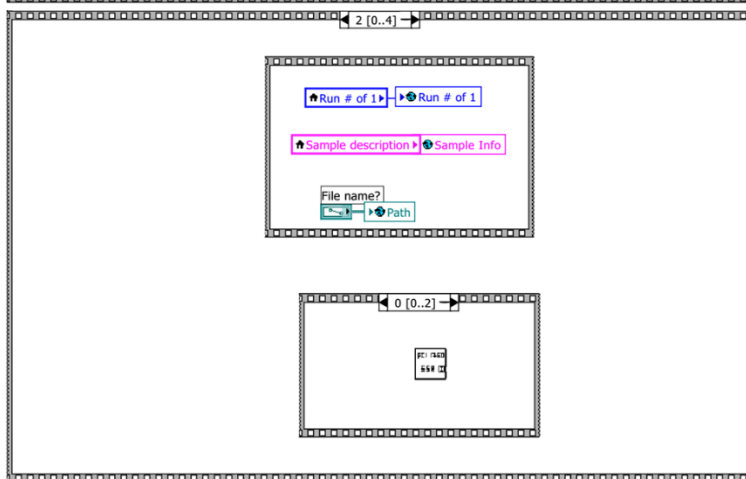 2 [0..4]
Run # of 1 Run # of 1
Sample description Sample Info
File name?
Path
0 [0..2]